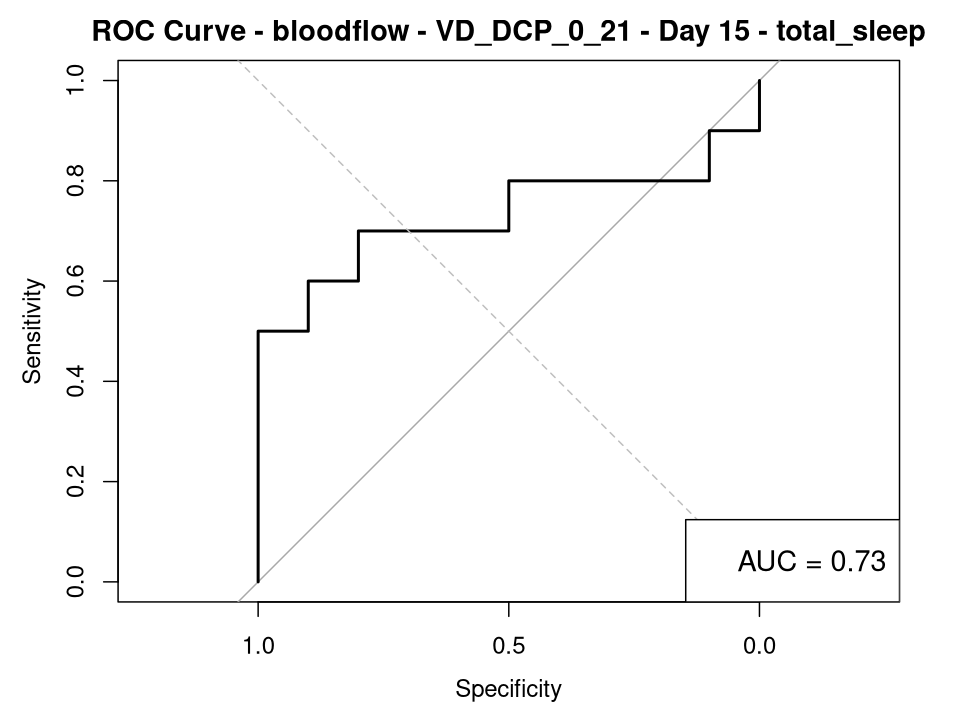 ROC Curve - bloodflow - VD_DCP_0_21 - Day 15 - total_sleep
1.0
0.8
0.6
0.4
0.2
0.0
Sensitivity
AUC = 0.73
1.0 0.5 0.0
Specificity